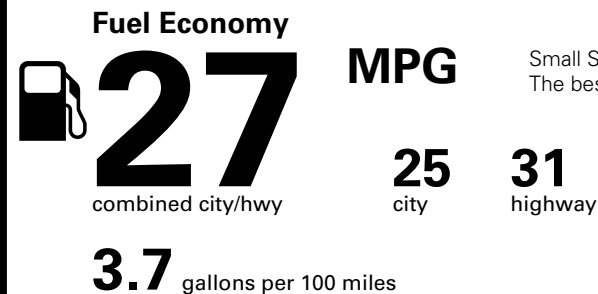 Fuel Economy
27 MPG
combined city/hwy
Small
The
25 city
31 highway
3.7 gallons per 100 miles